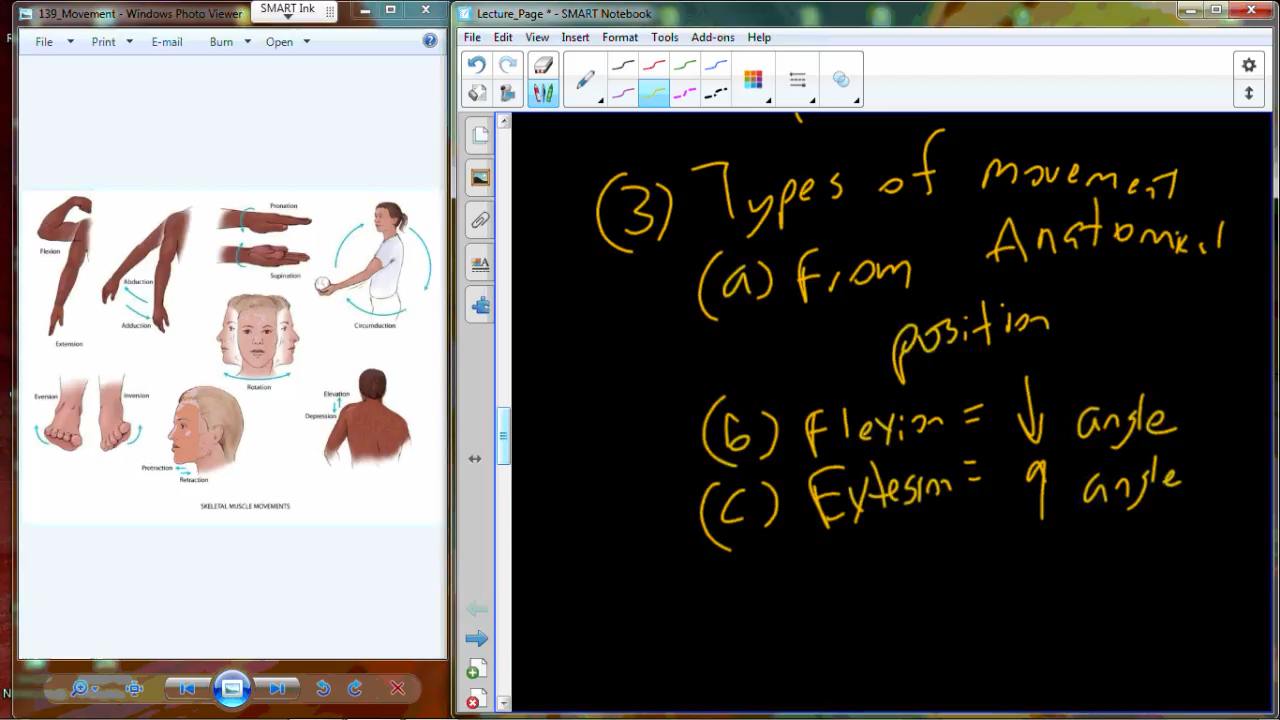 139_Movement - Windows Photo Viewer
SMART Ink
File Print E-mail Burn Open
Flexion
Extension
Abduction
Adduction
Pronation
Supination
Circumduction
Rotation
Eversion
Inversion
Protraction
Retraction
Elevation
Depression
SKELETAL MUSCLE MOVEMENTS
Lecture_Page * - SMART Notebook
File Edit View Insert Format Tools Add-ons Help
(3) Types of movement
(a) From Anatomical
position
(b) Flexion = ↓ angle
(c) Extesion = ↑ angle